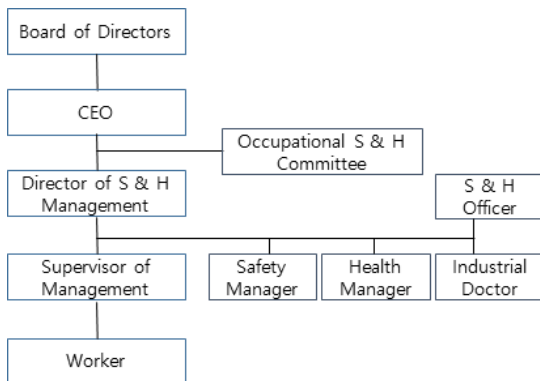 Board of Directors
CEO
Occupational S & H
Committee
Director of S & H
Management
S & H
Officer
Supervisor of
Management
Safety
Manager
Health
Manager
Industrial
Doctor
Worker